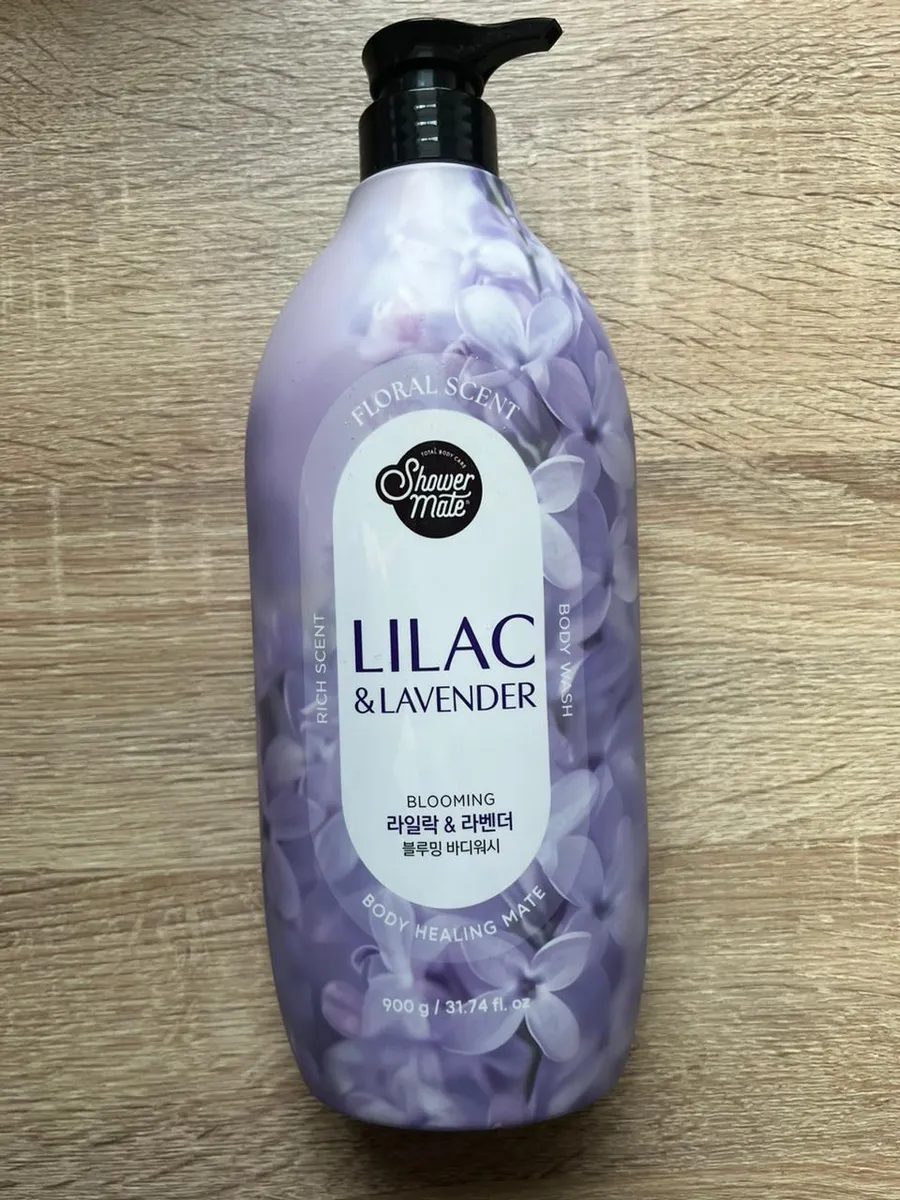 FLORAL SCENT
TOTAL BODY CARE
Shower
Mate®
RICH SCENT
BODY WASH
LILAC
& LAVENDER
BLOOMING
라일락 & 라벤더
블루밍 바디워시
BODY HEALING MATE
900 g / 31.74 fl. oz